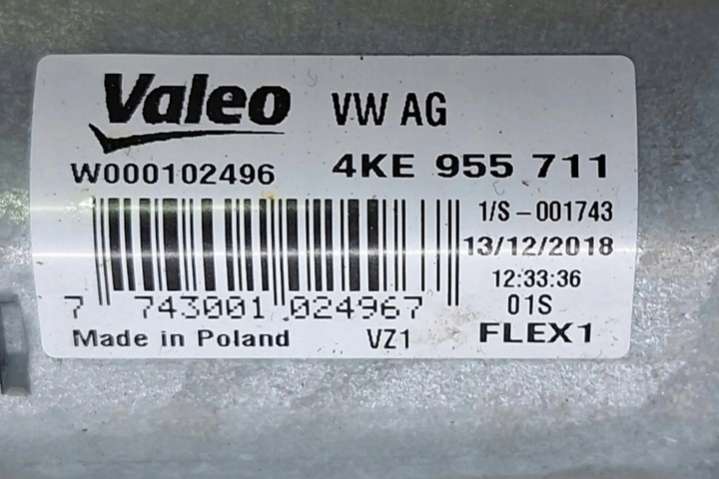 Valeo VW AG
W000102496 4KE 955 711
1/S-001743
13/12/2018
12:33:36
7 743001 024967 01S
Made in Poland VZ1 FLEX1